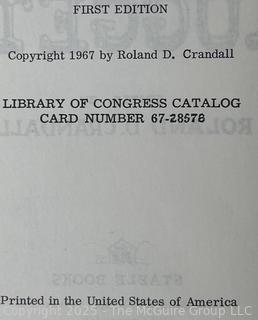 FIRST EDITION
Copyright 1967 by Roland D. Crandall
LIBRARY OF CONGRESS CATALOG
CARD NUMBER 67-28578
Printed in the United States of America
Copyright 2025 - The McGuire Group LLC